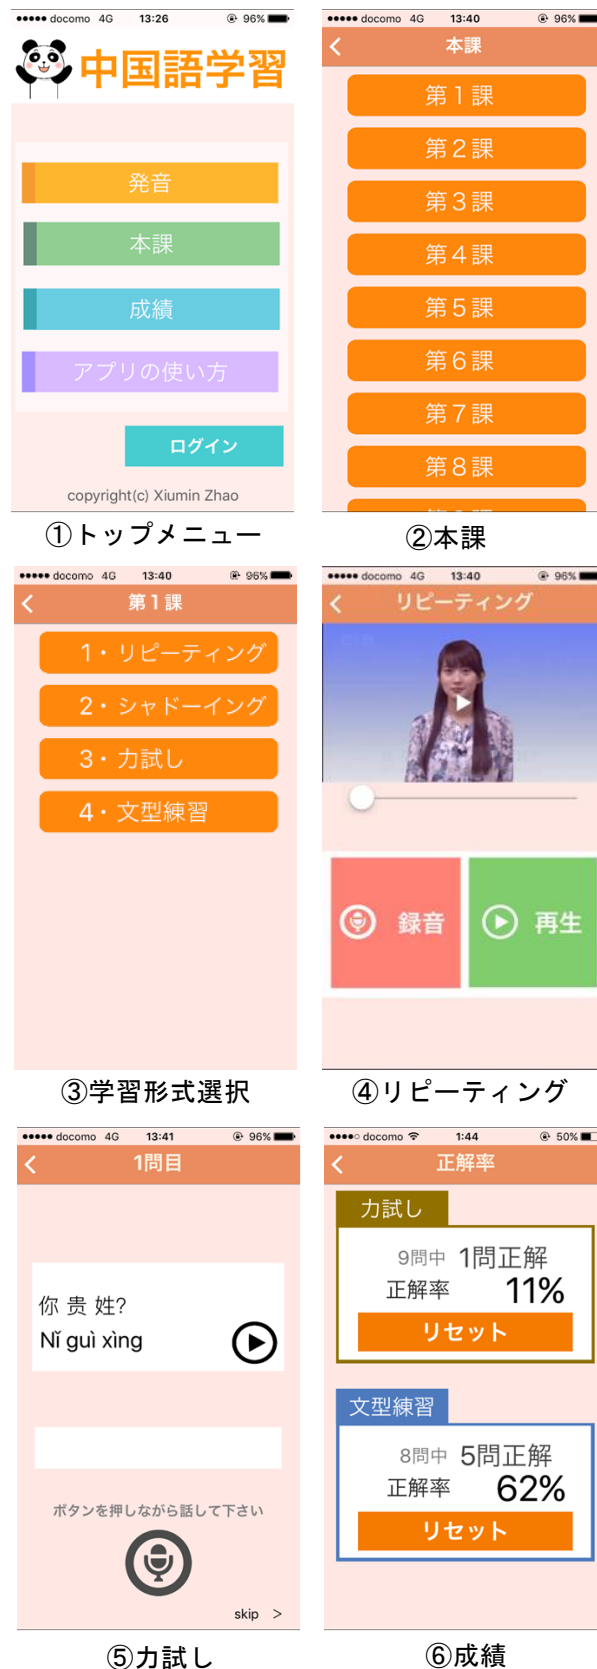 docomo 4G 13:26 96%
中国語学習
発音
本課
成績
アプリの使い方
ログイン
copyright(c) Xiumin Zhao
①トップメニュー
docomo 4G 13:40 96%
本課
第1課
第2課
第3課
第4課
第5課
第6課
第7課
第8課
②本課
docomo 4G 13:40 96%
第1課
1・リピーティング
2・シャドーイング
3・力試し
4・文型練習
③学習形式選択
docomo 4G 13:40 96%
リピーティング
録音
再生
④リピーティング
docomo 4G 13:41 96%
1問目
你 贵 姓?
Nǐ guì xìng
ボタンを押しながら話して下さい
skip >
⑤力試し
docomo 1:44 50%
正解率
力試し
9問中 1問正解
正解率 11%
リセット
文型練習
8問中 5問正解
正解率 62%
リセット
⑥成績